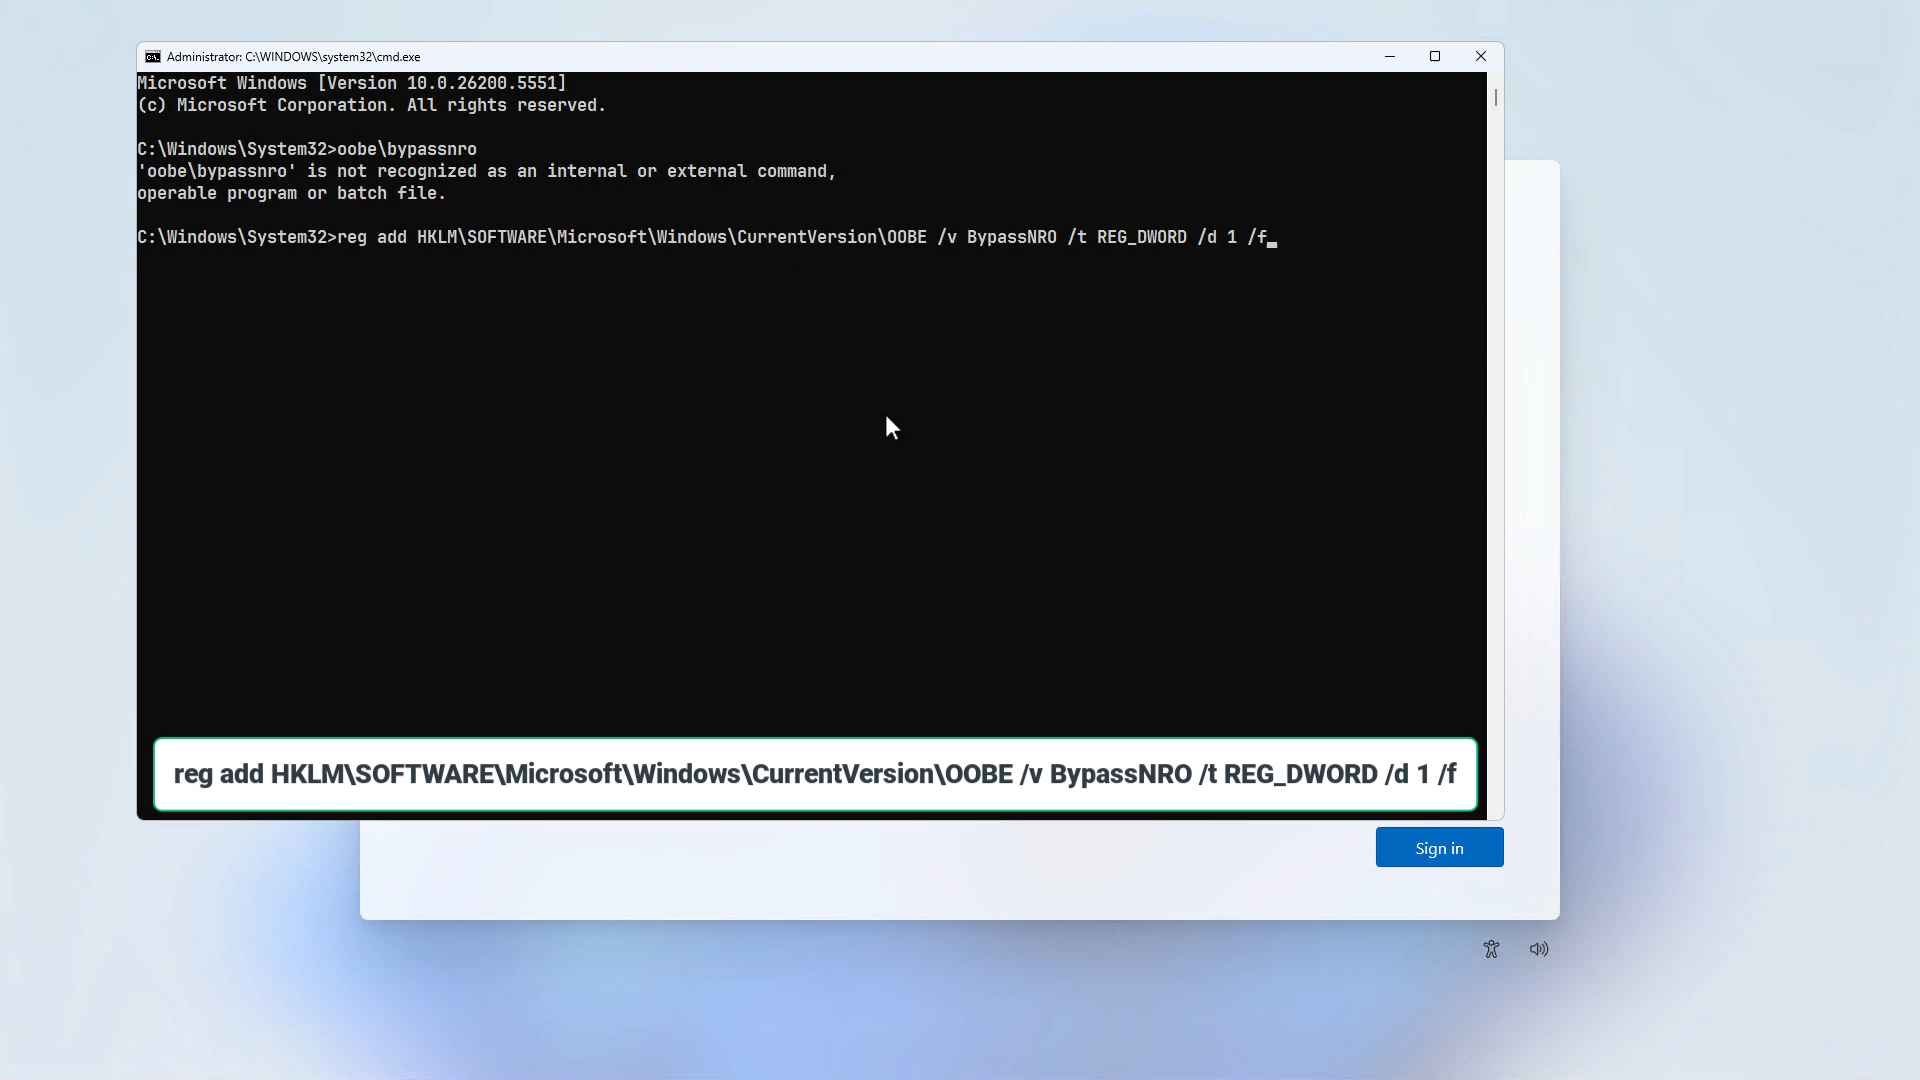 Administrator: C:\WINDOWS\system32\cmd.exe
Microsoft Windows [Version 10.0.26200.5551]
(c) Microsoft Corporation. All rights reserved.
C:\Windows\System32>oobe\bypassnro
'oobe\bypassnro' is not recognized as an internal or external command,
operable program or batch file.
C:\Windows\System32>reg add HKLM\SOFTWARE\Microsoft\Windows\CurrentVersion\OOBE /v BypassNRO /t REG_DWORD /d 1 /f
reg add HKLM\SOFTWARE\Microsoft\Windows\CurrentVersion\OOBE /v BypassNRO /t REG_DWORD /d 1 /f
Sign in